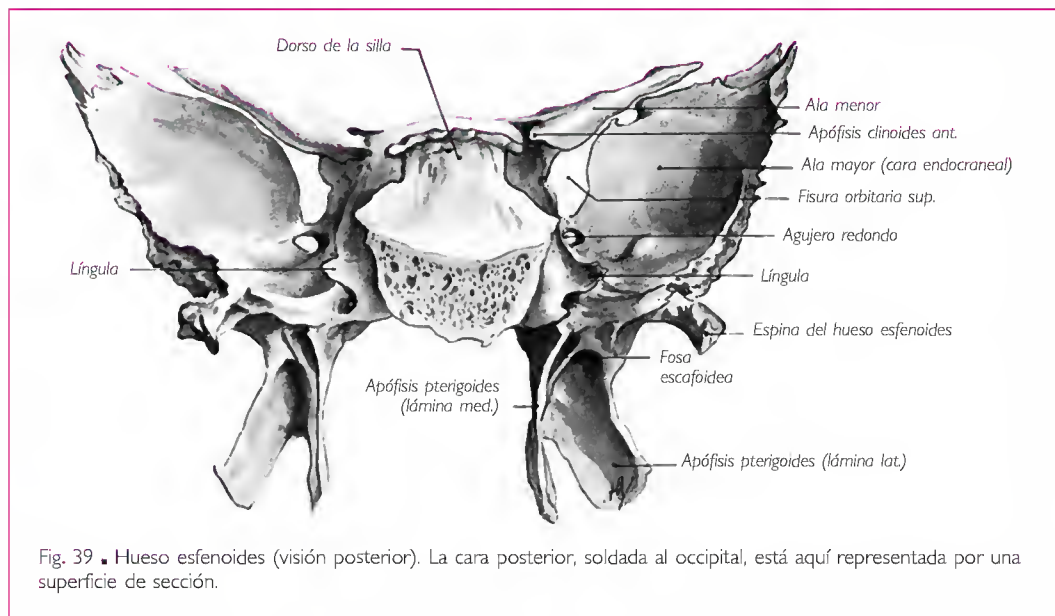 Dorso de la silla
Ala menor
Apófisis clinoides ant.
Ala mayor (cara endocraneal)
Fisura orbitaria sup.
Agujero redondo
Língula
Língula
Espina del hueso esfenoides
Fosa
escafoidea
Apófisis pterigoides
(lámina med.)
Apófisis pterigoides (lámina lat.)
Fig. 39 ■ Hueso esfenoides (visión posterior). La cara posterior, soldada al occipital, está aquí representada por una
superficie de sección.